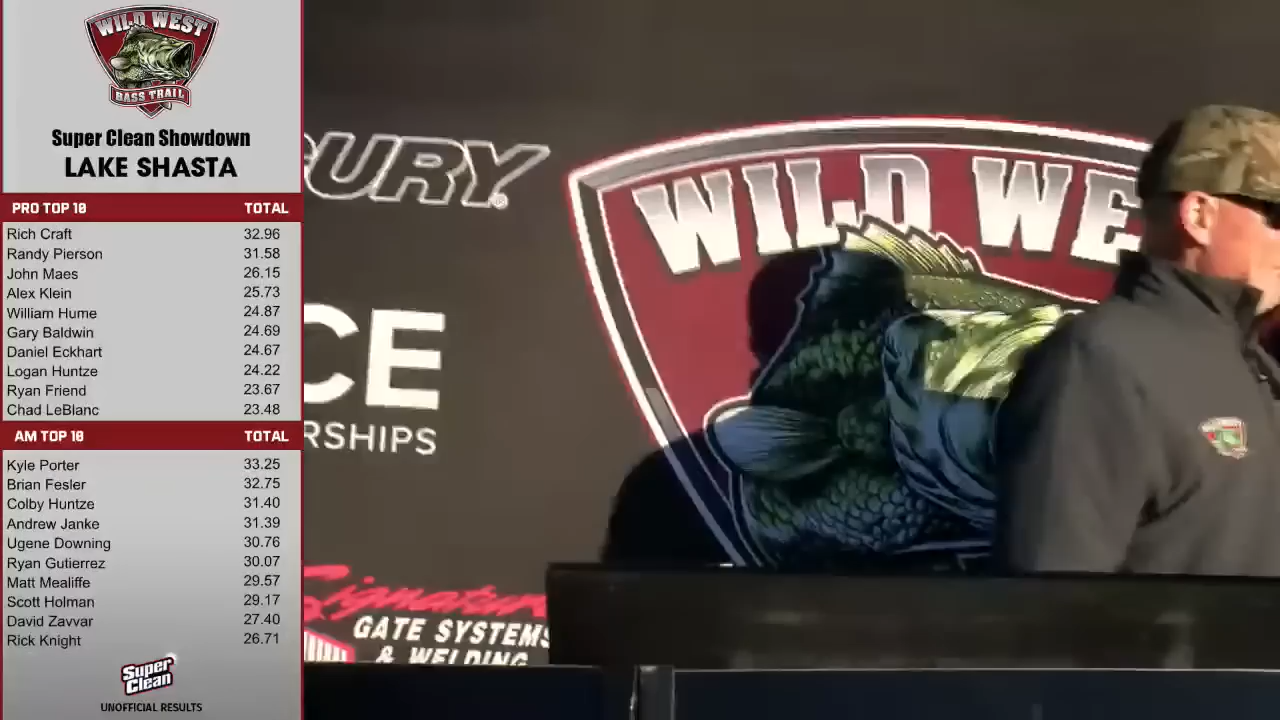 WILD WEST
BASS TRAIL
Super Clean Showdown
LAKE SHASTA
PRO TOP 10 TOTAL
Rich Craft 32.96
Randy Pierson 31.58
John Maes 26.15
Alex Klein 25.73
William Hume 24.87
Gary Baldwin 24.69
Daniel Eckhart 24.67
Logan Huntze 24.22
Ryan Friend 23.67
Chad LeBlanc 23.48
AM TOP 10 TOTAL
Kyle Porter 33.25
Brian Fesler 32.75
Colby Huntze 31.40
Andrew Janke 31.39
Ugene Downing 30.76
Ryan Gutierrez 30.07
Matt Mealiffe 29.57
Scott Holman 29.17
David Zavvar 27.40
Rick Knight 26.71
Super
Clean
UNOFFICIAL RESULTS
URY
WILD WE
CE
RSHIPS
Signature
GATE SYSTEMS
& WELDING